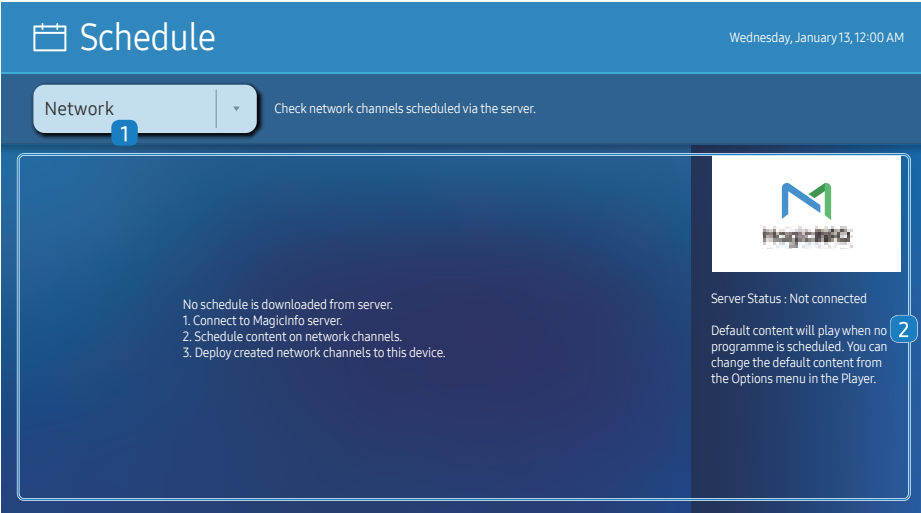 Schedule
Wednesday, January 13, 12:00 AM
Network
Check network channels scheduled via the server.
1
MagicINFO
No schedule is downloaded from server.
1. Connect to MagicInfo server.
2. Schedule content on network channels.
3. Deploy created network channels to this device.
Server Status : Not connected
Default content will play when no
programme is scheduled. You can
change the default content from
the Options menu in the Player.
2